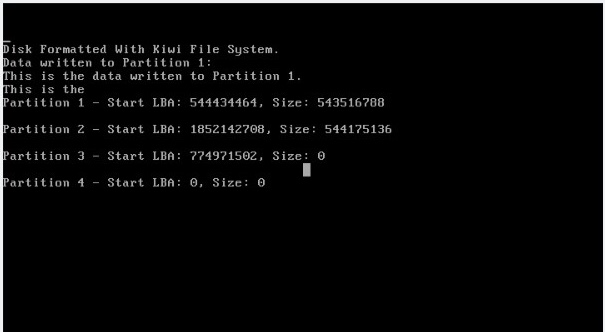 Disk Formatted With Kiwi File System.
Data written to Partition 1:
This is the data written to Partition 1.
This is the
Partition 1 - Start LBA: 544434464, Size: 543516788
Partition 2 - Start LBA: 1852142708, Size: 544175136
Partition 3 - Start LBA: 774971502, Size: 0
Partition 4 - Start LBA: 0, Size: 0